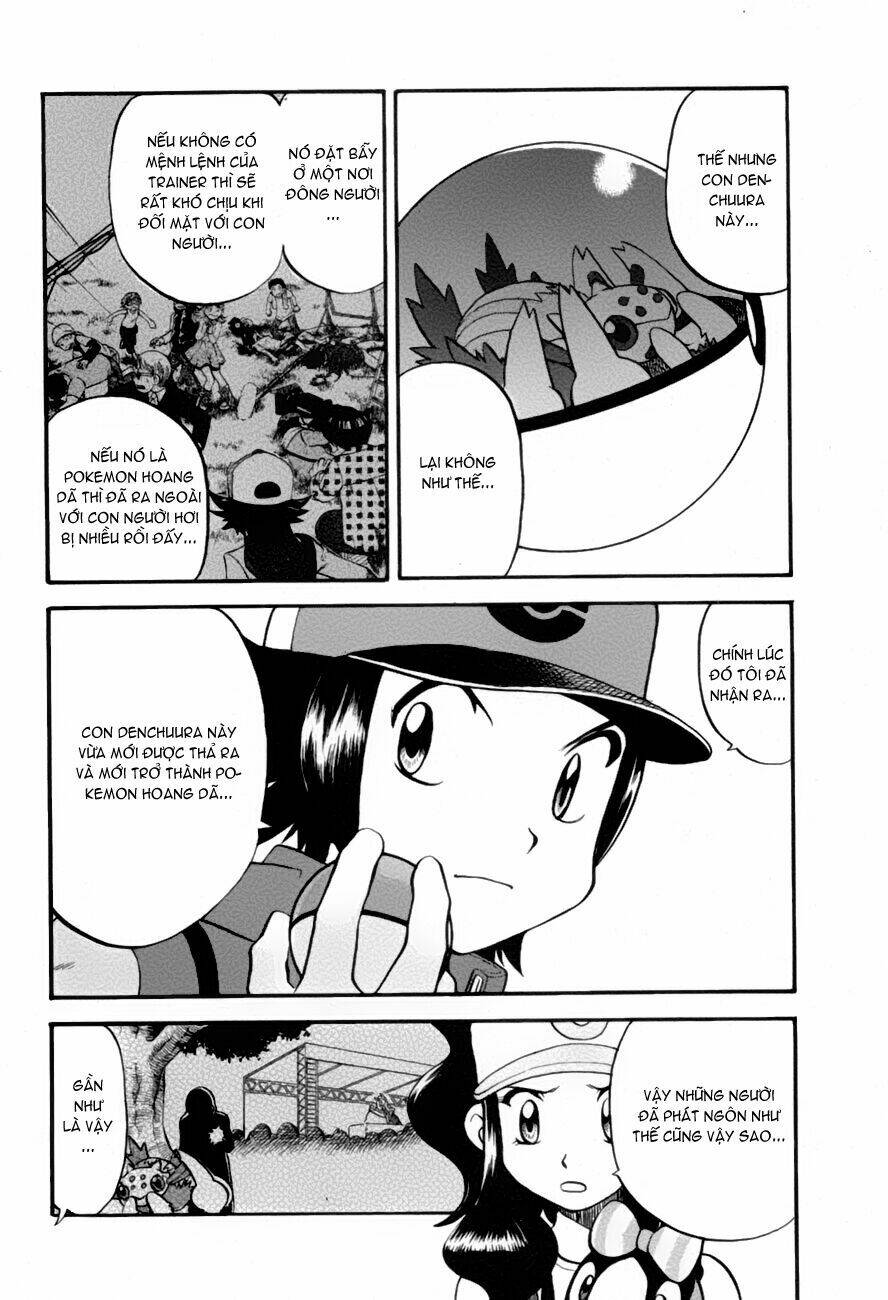 THẾ NHƯNG
CON DEN-
CHUURA
NÀY...
LẠI KHÔNG
NHƯ THẾ...
NÓ ĐẶT BẪY
Ở MỘT NƠI
ĐÔNG NGƯỜI
...
NẾU KHÔNG CÓ
MỆNH LỆNH CỦA
TRAINER THÌ SẼ
RẤT KHÓ CHỊU KHI
ĐỐI MẶT VỚI CON
NGƯỜI...
NẾU NÓ LÀ
POKEMON HOANG
DÃ THÌ ĐÃ RA NGOÀI
VỚI CON NGƯỜI HƠI
BỊ NHIỀU RỒI ĐẤY...
CHÍNH LÚC
ĐÓ TÔI ĐÃ
NHẬN RA...
CON DENCHUURA NÀY
VỪA MỚI ĐƯỢC THẢ RA
VÀ MỚI TRỞ THÀNH PO-
KEMON HOANG DÃ...
VẬY NHỮNG NGƯỜI
ĐÃ PHÁT NGÔN NHƯ
THẾ CŨNG VẬY SAO...
GẦN
NHƯ
LÀ VẬY
...